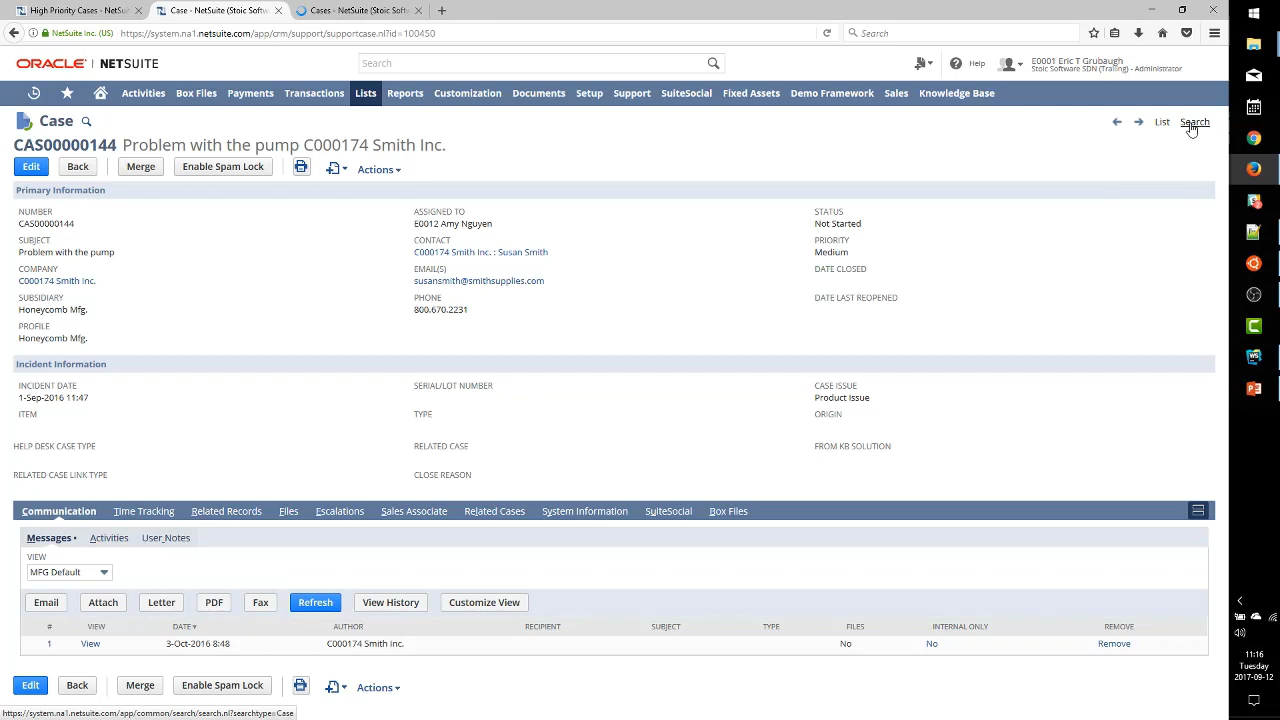 High Priority Cases - NetSui
Case - NetSuite (Stoic Softw
Cases - NetSuite (Stoic Softw
NetSuite Inc. (US)
https://system.na1.netsuite.com/app/crm/support/supportcase.nl?id=100450
Search
ORACLE NETSUITE
Search
Help
E0001 Eric T Grubaugh
Stoic Software SDN (Trailing) - Administrator
Activities Box Files Payments Transactions Lists Reports Customization Documents Setup Support SuiteSocial Fixed Assets Demo Framework Sales Knowledge Base
Case
List Search
CAS00000144 Problem with the pump C000174 Smith Inc.
Edit Back Merge Enable Spam Lock Actions
Primary Information
NUMBER
CAS00000144
SUBJECT
Problem with the pump
COMPANY
C000174 Smith Inc.
SUBSIDIARY
Honeycomb Mfg.
PROFILE
Honeycomb Mfg.
ASSIGNED TO
E0012 Amy Nguyen
CONTACT
C000174 Smith Inc. : Susan Smith
EMAIL(S)
susansmith@smithsupplies.com
PHONE
800.670.2231
STATUS
Not Started
PRIORITY
Medium
DATE CLOSED
DATE LAST REOPENED
Incident Information
INCIDENT DATE
1-Sep-2016 11:47
ITEM
HELP DESK CASE TYPE
RELATED CASE LINK TYPE
SERIAL/LOT NUMBER
TYPE
RELATED CASE
CLOSE REASON
CASE ISSUE
Product Issue
ORIGIN
FROM KB SOLUTION
Communication Time Tracking Related Records Files Escalations Sales Associate Related Cases System Information SuiteSocial Box Files
Messages • Activities User Notes
VIEW
MFG Default
Email Attach Letter PDF Fax Refresh View History Customize View
# VIEW DATE AUTHOR RECIPIENT SUBJECT TYPE FILES INTERNAL ONLY REMOVE
1 View 3-Oct-2016 8:48 C000174 Smith Inc. No No Remove
Edit Back Merge Enable Spam Lock Actions
https://system.na1.netsuite.com/app/common/search/search.nl?searchtype=Case
11:16
Tuesday
2017-09-12